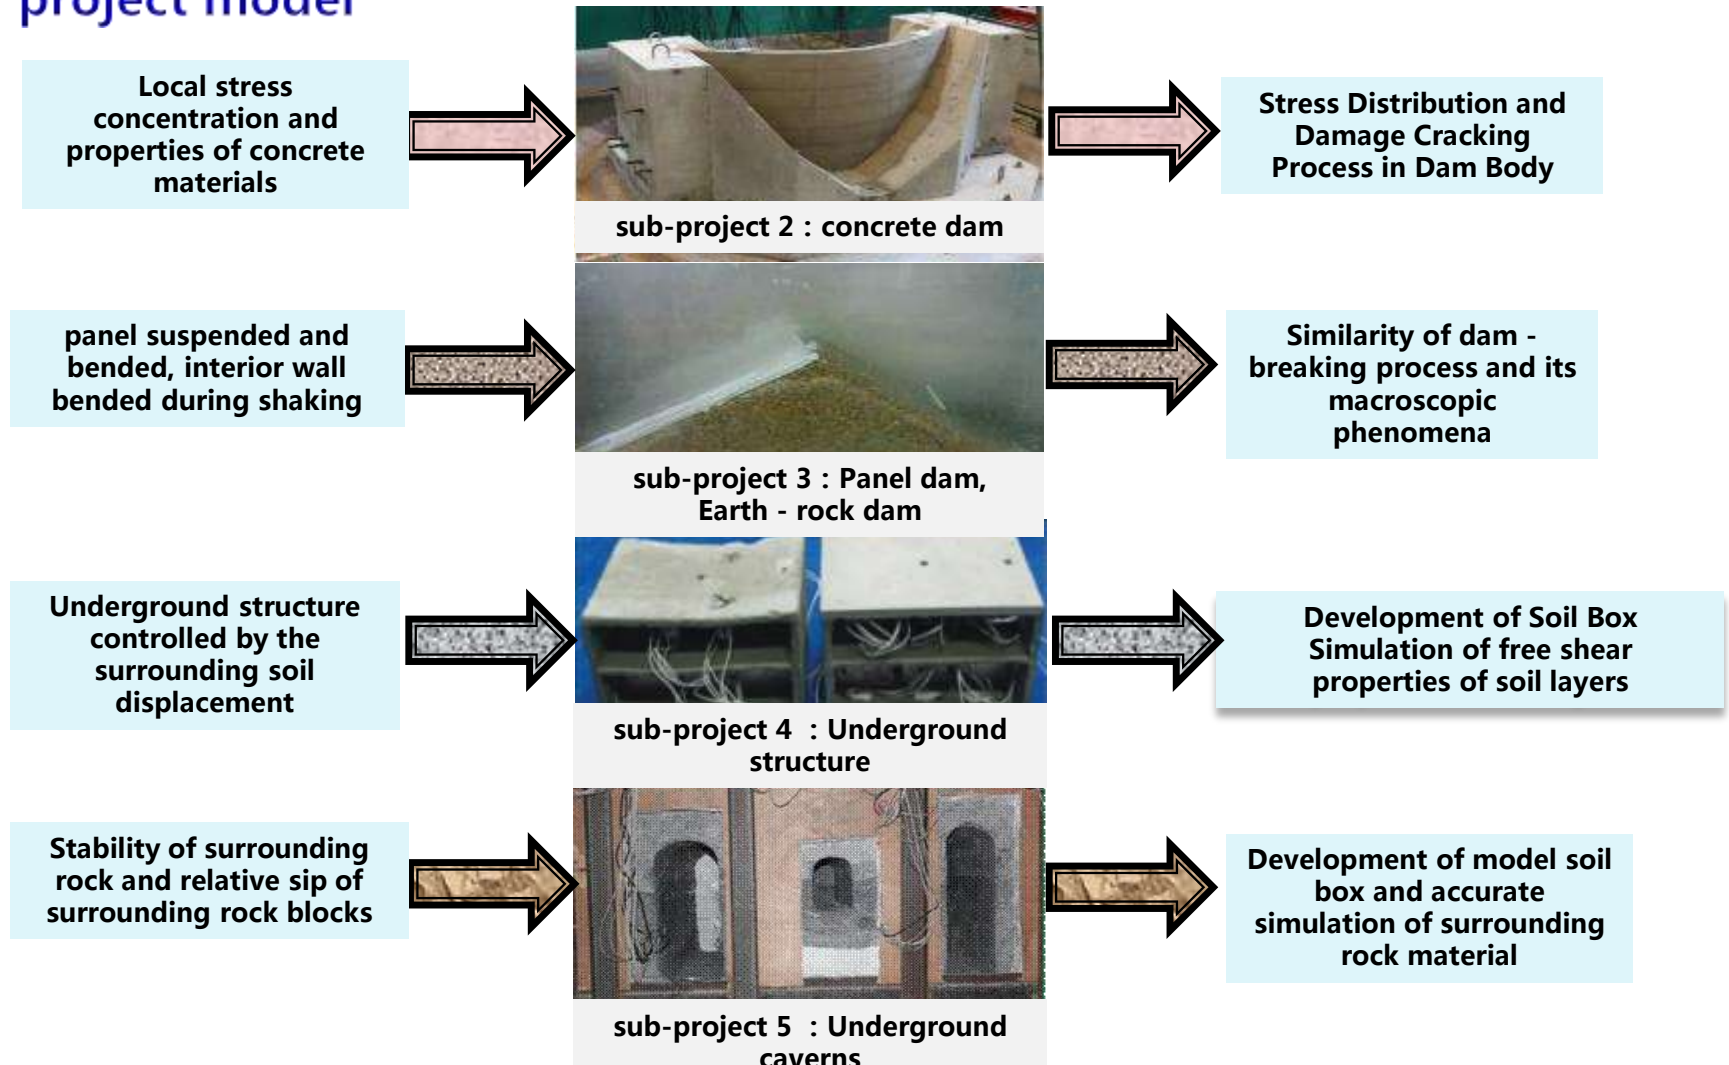 project model
Local stress
concentration and
properties of concrete
materials
sub-project 2 : concrete dam
Stress Distribution and
Damage Cracking
Process in Dam Body
panel suspended and
bended, interior wall
bended during shaking
sub-project 3 : Panel dam,
Earth - rock dam
Similarity of dam -
breaking process and its
macroscopic
phenomena
Underground structure
controlled by the
surrounding soil
displacement
sub-project 4 : Underground
structure
Development of Soil Box
Simulation of free shear
properties of soil layers
Stability of surrounding
rock and relative sip of
surrounding rock blocks
sub-project 5 : Underground
caverns
Development of model soil
box and accurate
simulation of surrounding
rock material